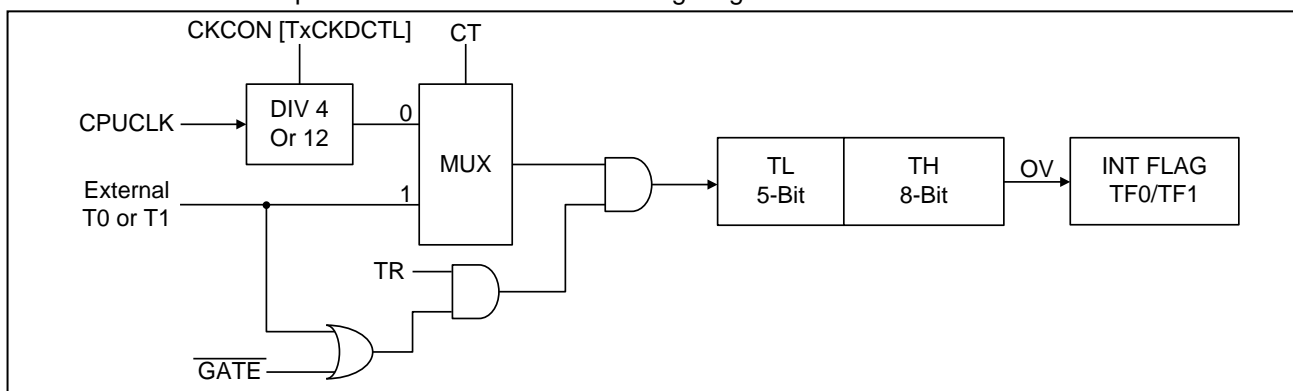 CKCON [TxCKDCTL]
CT
CPUCLK
DIV 4
Or 12
0
MUX
External
T0 or T1
1
TL
5-Bit
TH
8-Bit
OV
INT FLAG
TF0/TF1
TR
GATE